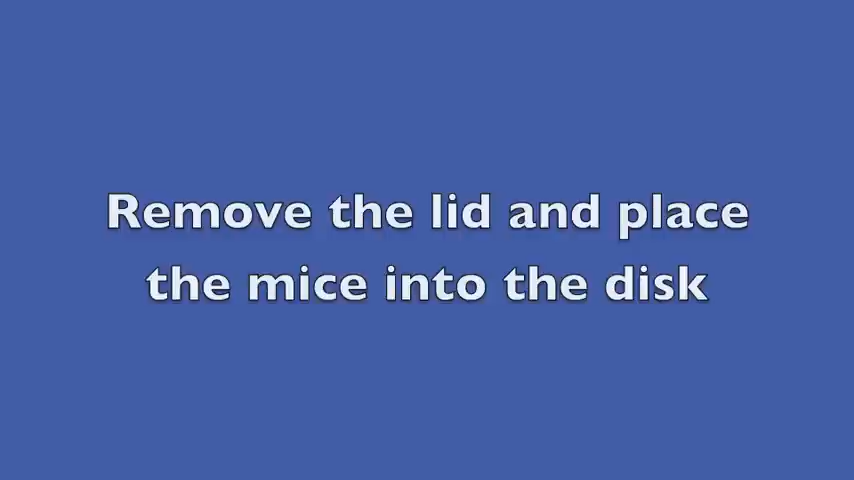 Remove the lid and place
the mice into the disk